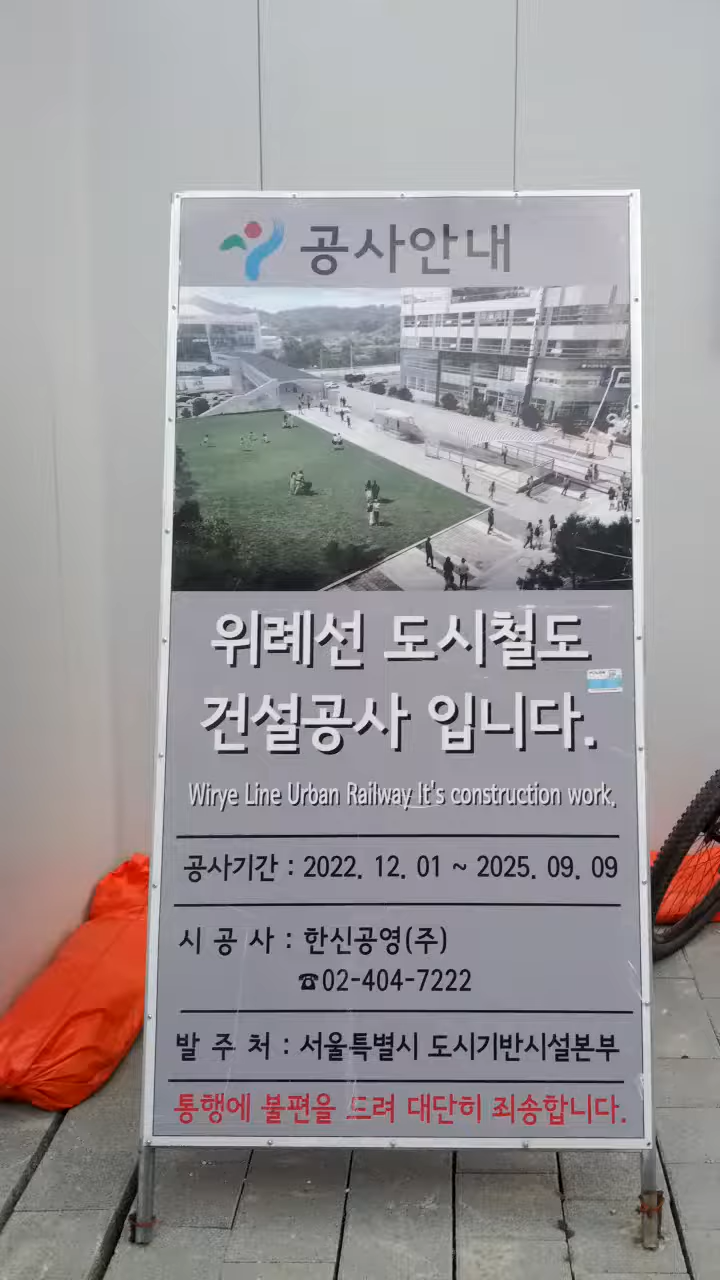 공사안내
위례선 도시철도
건설공사 입니다.
Wirye Line Urban Railway It's construction work.
공사기간 : 2022. 12. 01 ~ 2025. 09. 09
시 공 사 : 한신공영(주)
☎02-404-7222
발 주 처 : 서울특별시 도시기반시설본부
통행에 불편을 드려 대단히 죄송합니다.